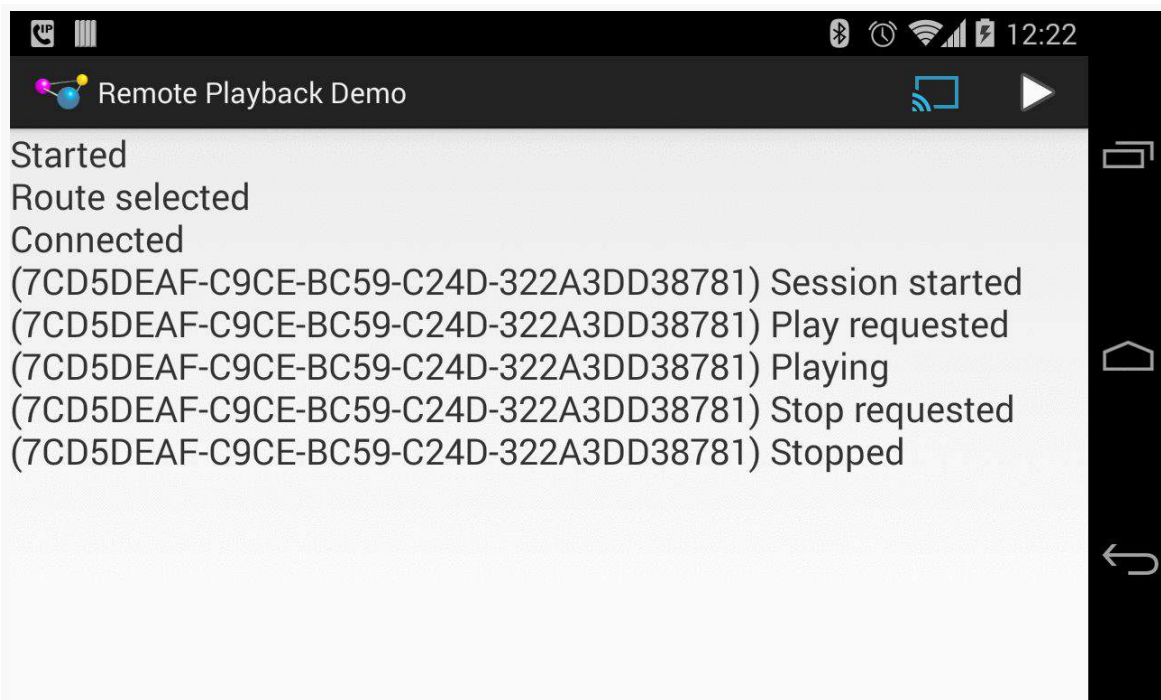 IP
12:22
Remote Playback Demo
Started
Route selected
Connected
(7CD5DEAF-C9CE-BC59-C24D-322A3DD38781) Session started
(7CD5DEAF-C9CE-BC59-C24D-322A3DD38781) Play requested
(7CD5DEAF-C9CE-BC59-C24D-322A3DD38781) Playing
(7CD5DEAF-C9CE-BC59-C24D-322A3DD38781) Stop requested
(7CD5DEAF-C9CE-BC59-C24D-322A3DD38781) Stopped